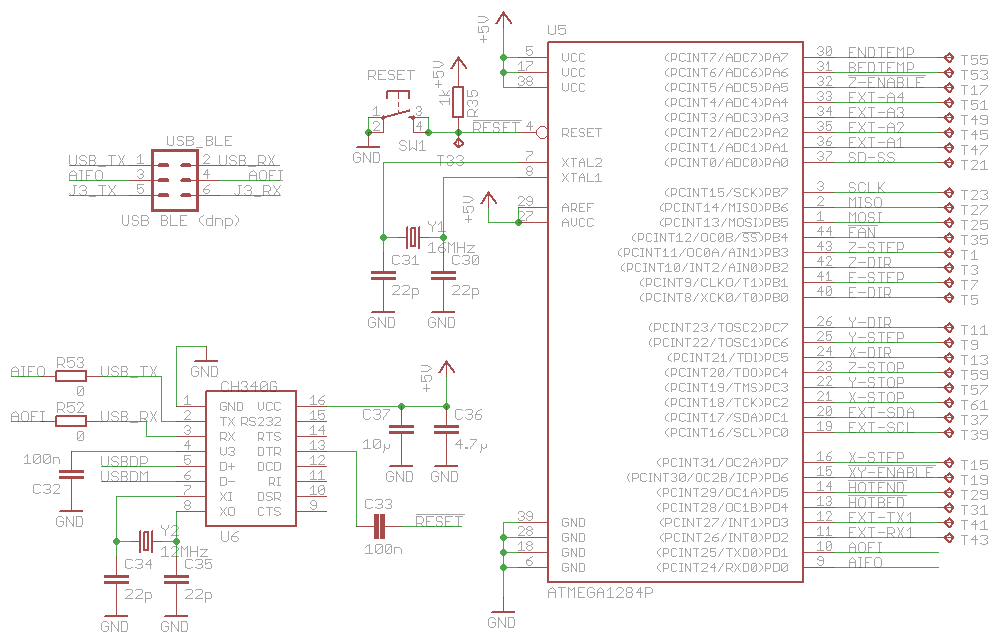 +5V
U5
5 VCC (PCINT7/ADC7)PA7 30 ENDTEMP T55
17 VCC (PCINT6/ADC6)PA6 31 BEDTEMP T53
38 VCC (PCINT5/ADC5)PA5 32 Z-ENABLE T17
(PCINT4/ADC4)PA4 33 EXT-A4 T51
(PCINT3/ADC3)PA3 34 EXT-A3 T49
4 RESET (PCINT2/ADC2)PA2 35 EXT-A2 T45
(PCINT1/ADC1)PA1 36 EXT-A1 T47
7 XTAL2 (PCINT0/ADC0)PA0 37 SD-SS T21
8 XTAL1
(PCINT15/SCK)PB7 3 SCLK T23
29 AREF (PCINT14/MISO)PB6 2 MISO T27
27 AVCC (PCINT13/MOSI)PB5 1 MOSI T25
(PCINT12/OC0B/SS)PB4 44 FAN T35
(PCINT11/OC0A/AIN1)PB3 43 Z-STEP T1
(PCINT10/INT2/AIN0)PB2 42 Z-DIR T3
(PCINT9/CLKO/T1)PB1 41 E-STEP T7
(PCINT8/XCK0/T0)PB0 40 E-DIR T5
(PCINT23/TOSC2)PC7 26 Y-DIR T11
(PCINT22/TOSC1)PC6 25 Y-STEP T9
(PCINT21/TDI)PC5 24 X-DIR T13
(PCINT20/TDO)PC4 23 Z-STOP T59
(PCINT19/TMS)PC3 22 Y-STOP T57
(PCINT18/TCK)PC2 21 X-STOP T61
(PCINT17/SDA)PC1 20 EXT-SDA T37
(PCINT16/SCL)PC0 19 EXT-SCL T39
(PCINT31/OC2A)PD7 16 X-STEP T15
(PCINT30/OC2B/ICP)PD6 15 XY-ENABLE T19
(PCINT29/OC1A)PD5 14 HOTEND T29
(PCINT28/OC1B)PD4 13 HOTBED T31
39 GND (PCINT27/INT1)PD3 12 EXT-TX1 T41
28 GND (PCINT26/INT0)PD2 11 EXT-RX1 T43
18 GND (PCINT25/TXD0)PD1 10 AOFI
6 GND (PCINT24/RXD0)PD0 9 AIFO
ATMEGA1284P
GND
RESET
1 3
2 4
SW1
GND
+5V
1k
R35
RESET
T33
+5V
Y1
16MHz
C31 C30
22p 22p
GND GND
USB_BLE
USB_TX 1 2 USB_RX
AIFO 3 4 AOFI
J3_TX 5 6 J3_RX
USB BLE (dnp)
R53
AIFO USB_TX
0
R52
AOFI USB_RX
0
GND
CH340G
1 GND VCC 16
2 TX RS232 15
3 RX RTS 14
4 U3 DTR 13
USBDP 5 D+ DCD 12
USBDM 6 D- RI 11
7 XI DSR 10
8 XO CTS 9
U6
100n
C32
GND
Y2
12MHz
C34 C35
22p 22p
GND GND
+5V
C37 C36
10µ 4.7µ
GND GND
C33
RESET
100n